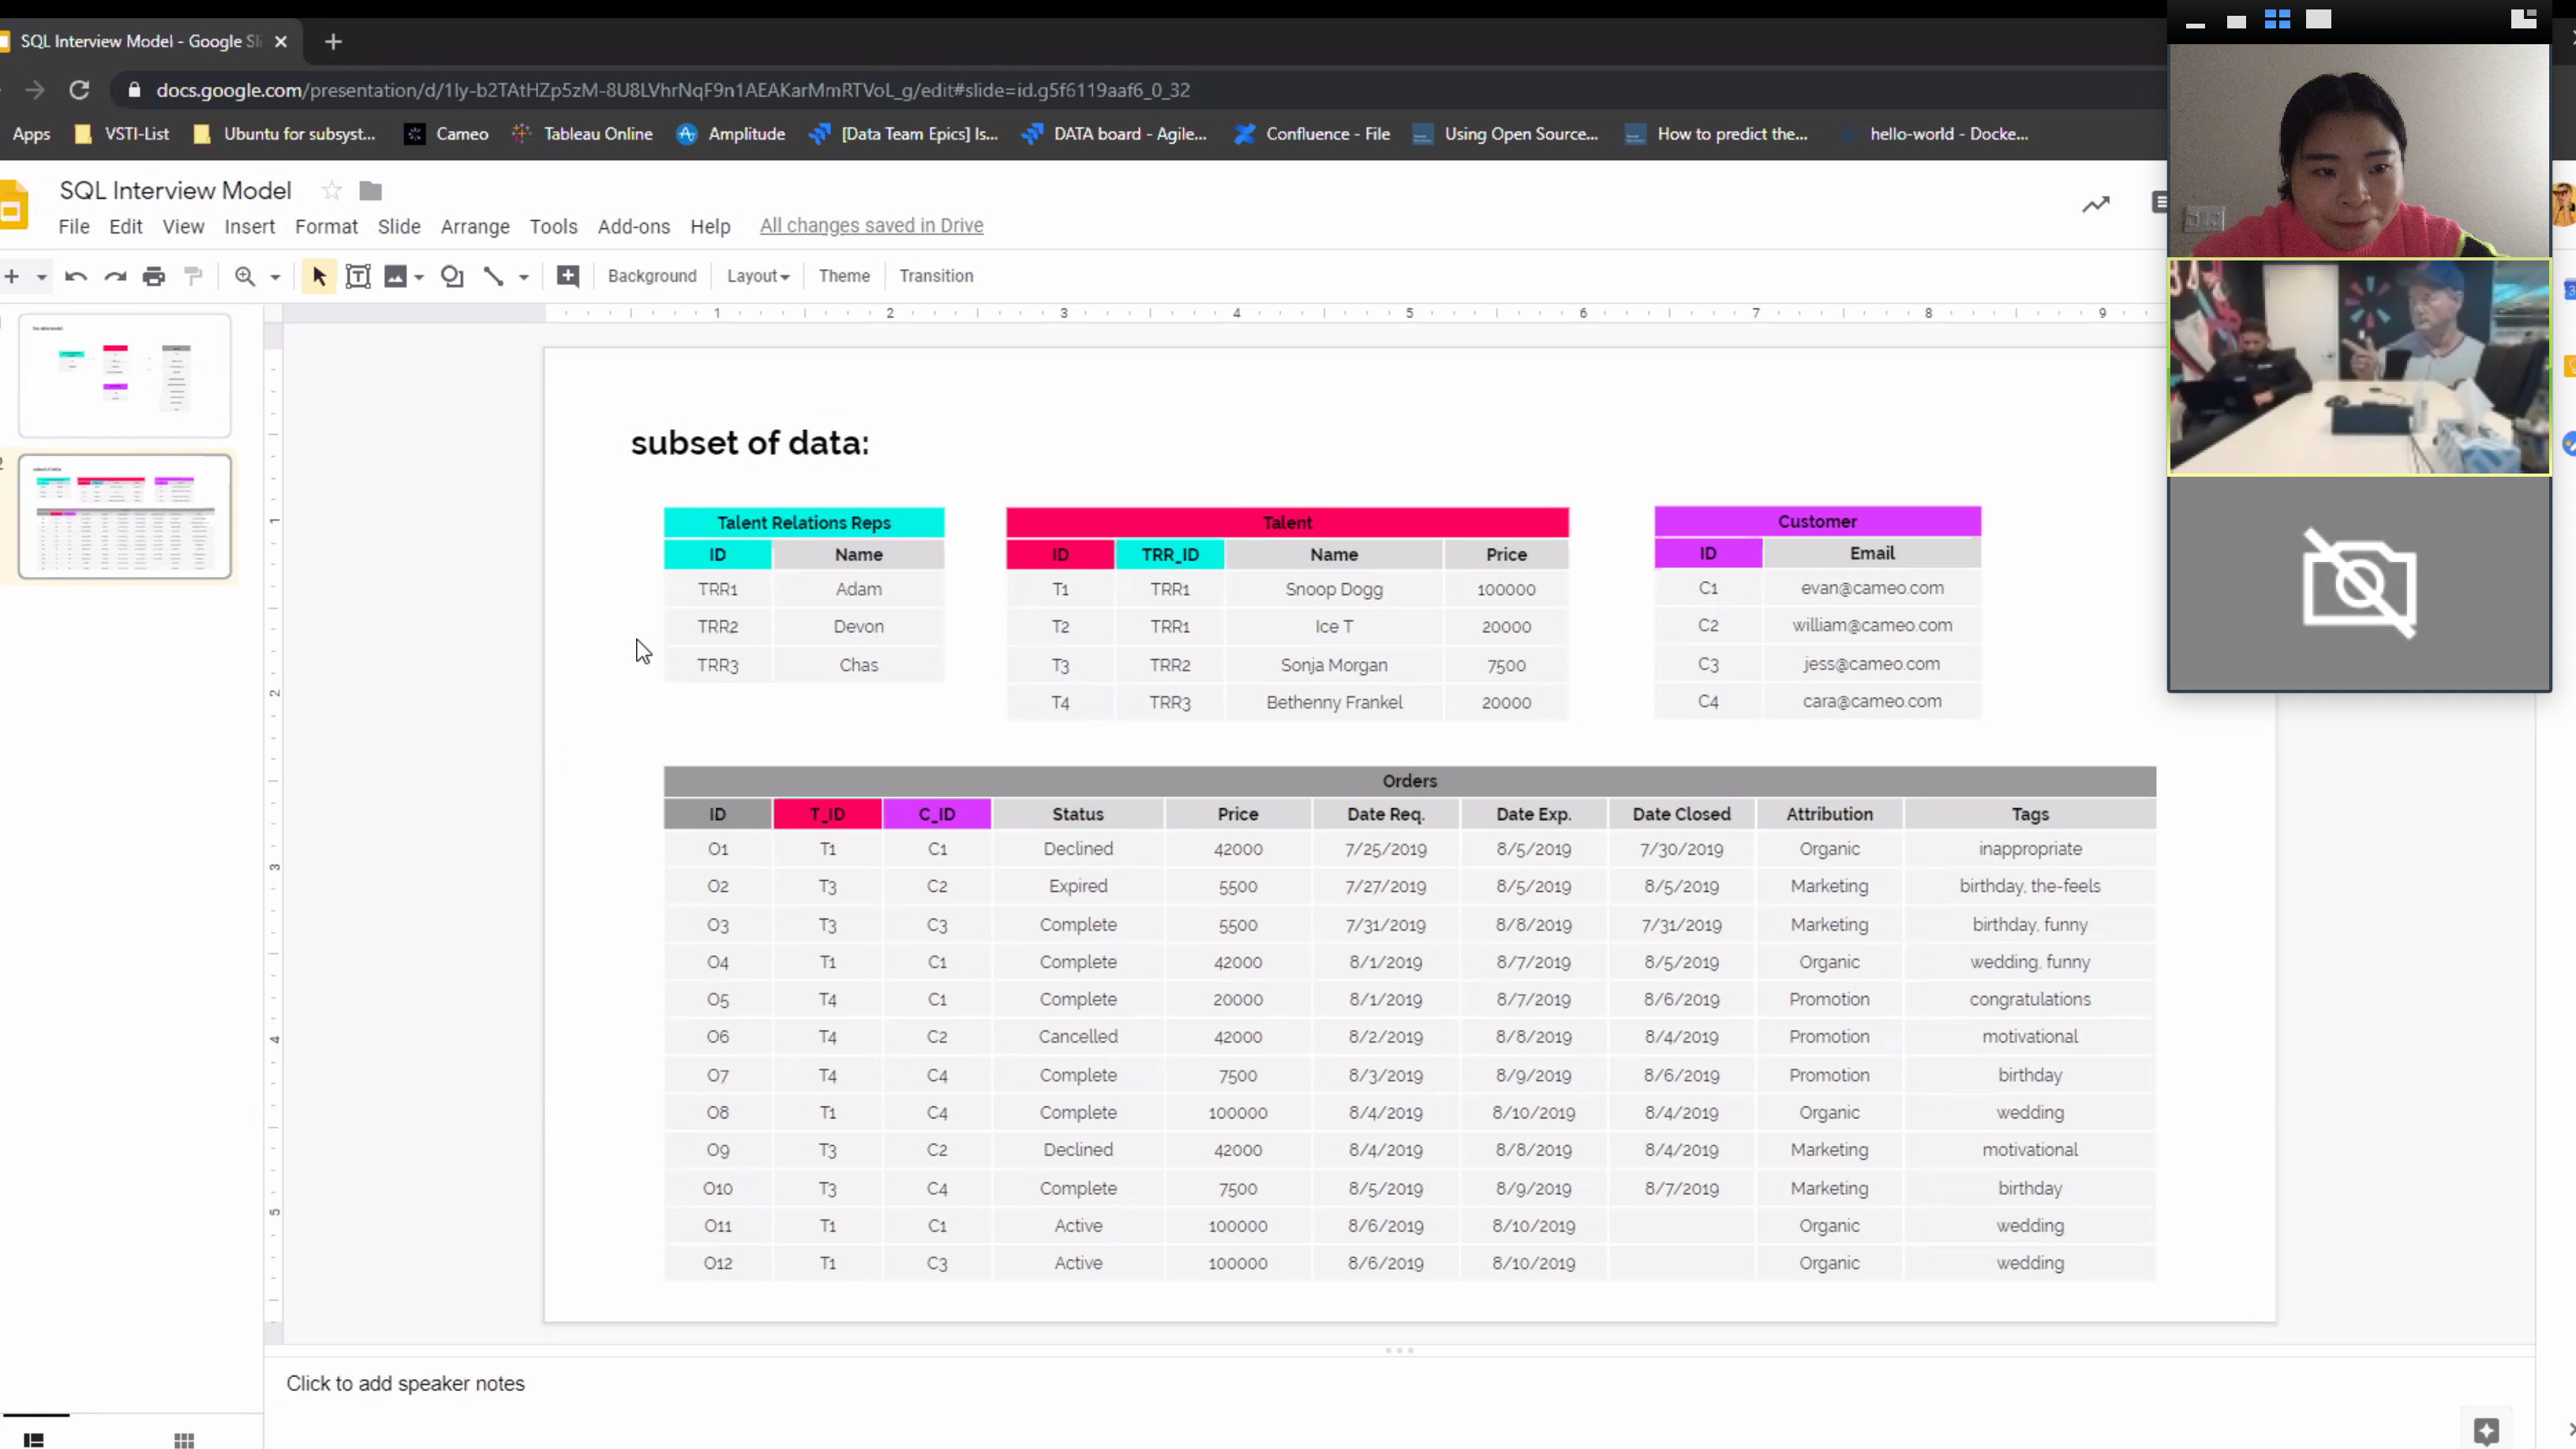 SQL Interview Model - Google Sli
docs.google.com/presentation/d/1Iy-b2TAtHZp5zM-8U8LVhrNqF9n1AEAKarMmRTVoL_g/edit#slide=id.g5f6119aaf6_0_32
Apps VSTI-List Ubuntu for subsyst... Cameo Tableau Online Amplitude [Data Team Epics] Is... DATA board - Agile... Confluence - File Using Open Source... How to predict the... hello-world - Docke...
SQL Interview Model
File Edit View Insert Format Slide Arrange Tools Add-ons Help All changes saved in Drive
Background Layout Theme Transition
1 2 3 4 5 6 7 8 9
subset of data:
Talent Relations Reps
ID Name
TRR1 Adam
TRR2 Devon
TRR3 Chas
Talent
ID TRR_ID Name Price
T1 TRR1 Snoop Dogg 100000
T2 TRR1 Ice T 20000
T3 TRR2 Sonja Morgan 7500
T4 TRR3 Bethenny Frankel 20000
Customer
ID Email
C1 evan@cameo.com
C2 william@cameo.com
C3 jess@cameo.com
C4 cara@cameo.com
Orders
ID T_ID C_ID Status Price Date Req. Date Exp. Date Closed Attribution Tags
O1 T1 C1 Declined 42000 7/25/2019 8/5/2019 7/30/2019 Organic inappropriate
O2 T3 C2 Expired 5500 7/27/2019 8/5/2019 8/5/2019 Marketing birthday, the-feels
O3 T3 C3 Complete 5500 7/31/2019 8/8/2019 7/31/2019 Marketing birthday, funny
O4 T1 C1 Complete 42000 8/1/2019 8/7/2019 8/5/2019 Organic wedding, funny
O5 T4 C1 Complete 20000 8/1/2019 8/7/2019 8/6/2019 Promotion congratulations
O6 T4 C2 Cancelled 42000 8/2/2019 8/8/2019 8/4/2019 Promotion motivational
O7 T4 C4 Complete 7500 8/3/2019 8/9/2019 8/6/2019 Promotion birthday
O8 T1 C4 Complete 100000 8/4/2019 8/10/2019 8/4/2019 Organic wedding
O9 T3 C2 Declined 42000 8/4/2019 8/8/2019 8/4/2019 Marketing motivational
O10 T3 C4 Complete 7500 8/5/2019 8/9/2019 8/7/2019 Marketing birthday
O11 T1 C1 Active 100000 8/6/2019 8/10/2019 Organic wedding
O12 T1 C3 Active 100000 8/6/2019 8/10/2019 Organic wedding
1
2
3
4
5
Click to add speaker notes